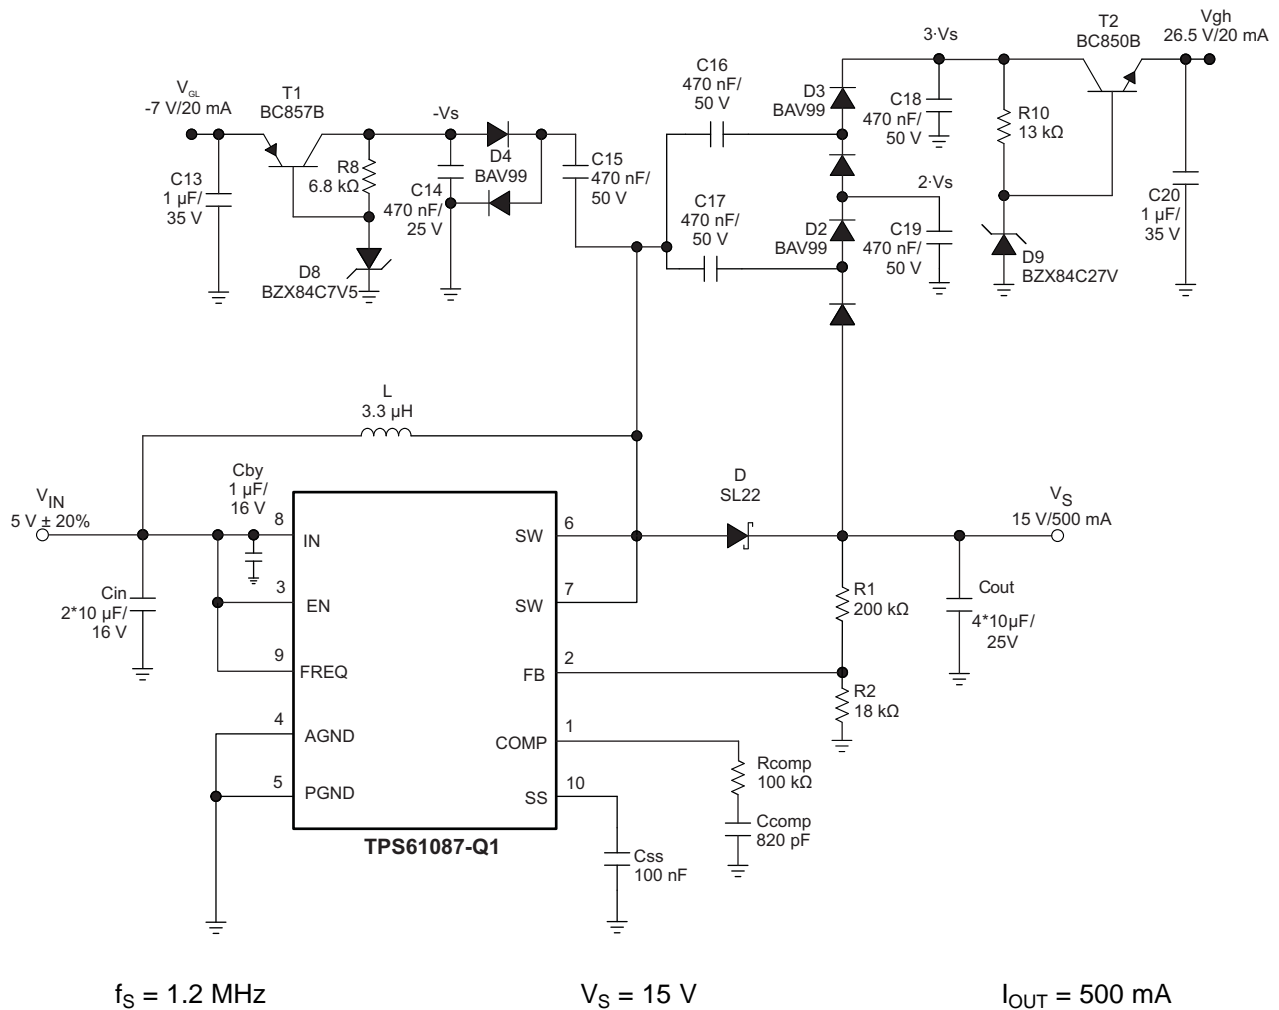 V_GL
-7 V/20 mA
T1
BC857B
-Vs
C13
1 µF/
35 V
R8
6.8 kΩ
C14
470 nF/
25 V
D4
BAV99
C15
470 nF/
50 V
D8
BZX84C7V5
C16
470 nF/
50 V
C17
470 nF/
50 V
D3
BAV99
D2
BAV99
3·Vs
C18
470 nF/
50 V
2·Vs
C19
470 nF/
50 V
R10
13 kΩ
D9
BZX84C27V
T2
BC850B
Vgh
26.5 V/20 mA
C20
1 µF/
35 V
L
3.3 µH
V_IN
5 V ± 20%
Cin
2*10 µF/
16 V
Cby
1 µF/
16 V
8
IN
3
EN
9
FREQ
4
AGND
5
PGND
6
SW
7
SW
2
FB
1
COMP
10
SS
TPS61087-Q1
D
SL22
V_S
15 V/500 mA
R1
200 kΩ
R2
18 kΩ
Cout
4*10µF/
25V
Rcomp
100 kΩ
Ccomp
820 pF
Css
100 nF
f_S = 1.2 MHz
V_S = 15 V
I_OUT = 500 mA